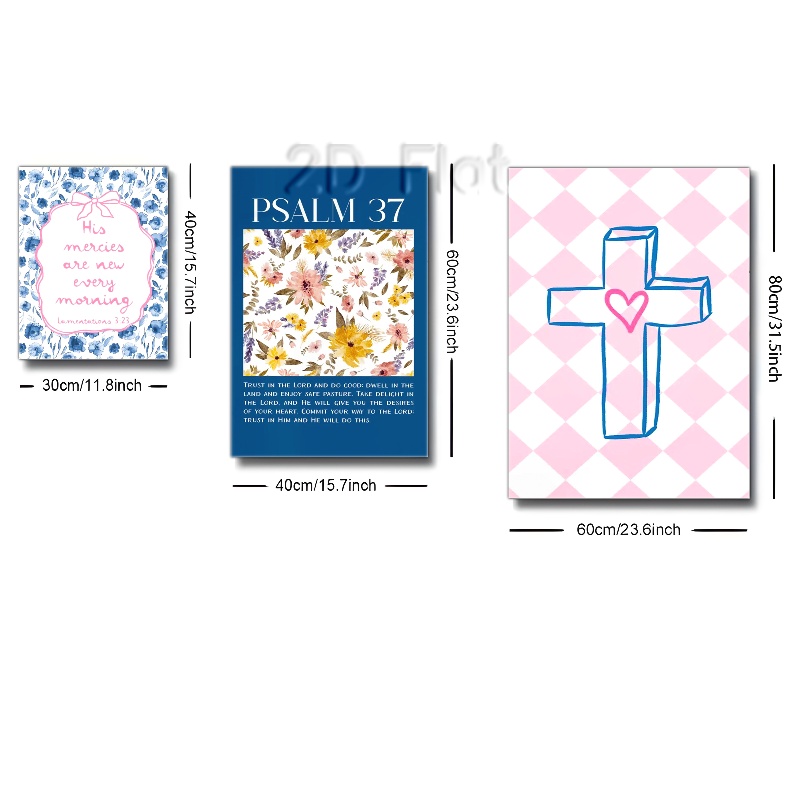 2D Flat
His
mercies
are new
every
morning.
Lamentations 3:23
40cm/15.7inch
30cm/11.8inch
PSALM 37
Trust in the Lord and do good; dwell in the
land and enjoy safe pasture. Take delight in
the Lord, and He will give you the desires
of your heart. Commit your way to the Lord;
trust in Him and He will do this.
60cm/23.6inch
40cm/15.7inch
80cm/31.5inch
60cm/23.6inch